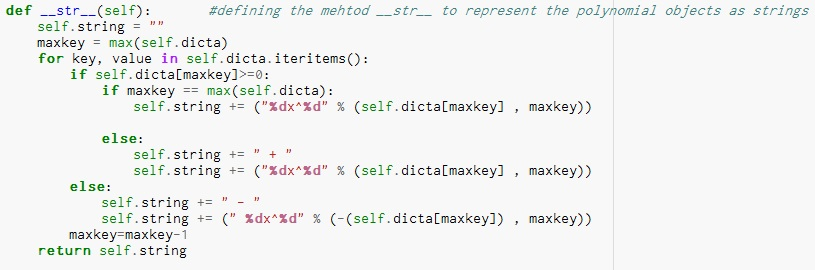 def __str__(self):       #defining the mehtod __str__ to represent the polynomial objects as strings
    self.string = ""
    maxkey = max(self.dicta)
    for key, value in self.dicta.iteritems():
        if self.dicta[maxkey]>=0:
            if maxkey == max(self.dicta):
                self.string += ("%dx^%d" % (self.dicta[maxkey] , maxkey))

            else:
                self.string += " + "
                self.string += ("%dx^%d" % (self.dicta[maxkey] , maxkey))
        else:
            self.string += " - "
            self.string += (" %dx^%d" % (-(self.dicta[maxkey]) , maxkey))
        maxkey=maxkey-1
    return self.string